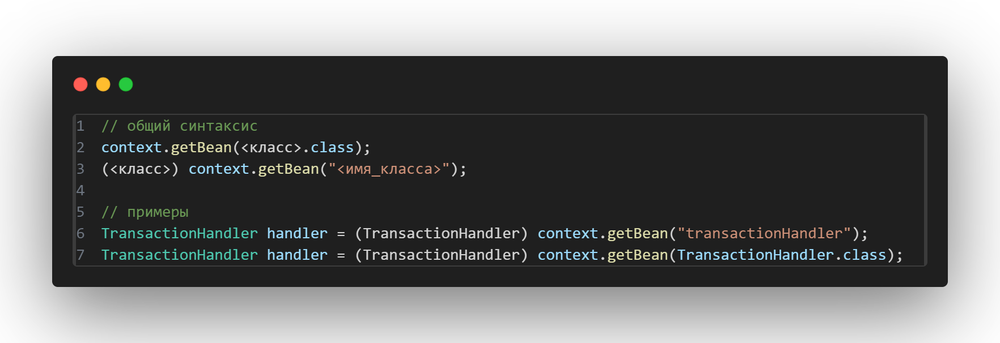 1 // общий синтаксис
2 context.getBean(<класс>.class);
3 (<класс>) context.getBean("<имя_класса>");
4
5 // примеры
6 TransactionHandler handler = (TransactionHandler) context.getBean("transactionHandler");
7 TransactionHandler handler = (TransactionHandler) context.getBean(TransactionHandler.class);